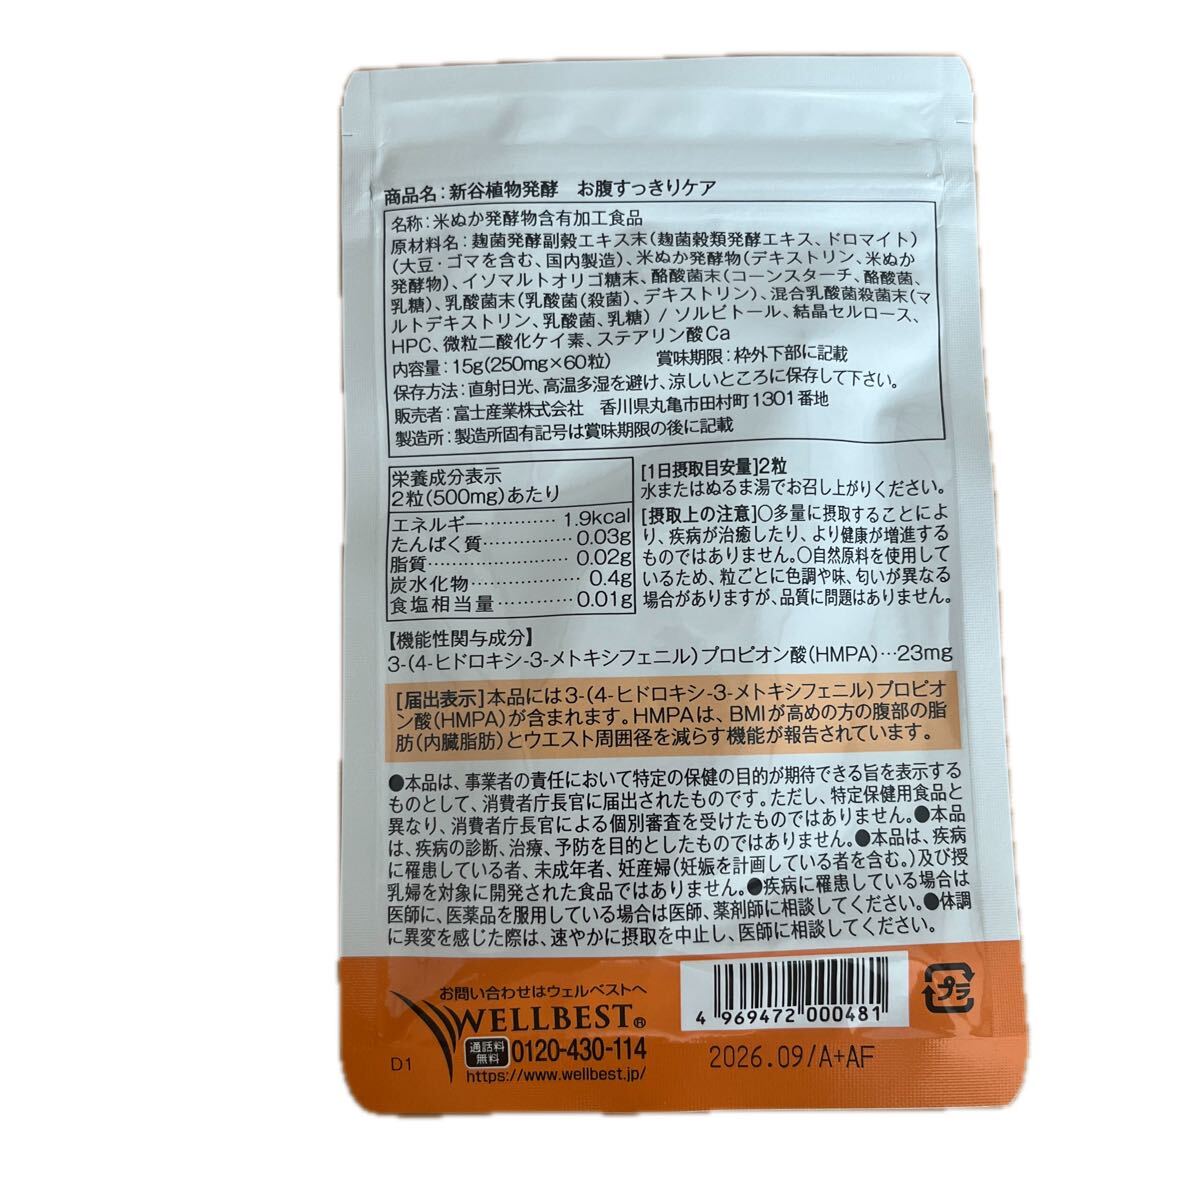 商品名：新谷植物発酵　お腹すっきりケア
名称：米ぬか発酵物含有加工食品
原材料名：麹菌発酵副穀エキス末（麹菌穀類発酵エキス、ドロマイト）
（大豆・ゴマを含む、国内製造）、米ぬか発酵物（デキストリン、米ぬか
発酵物）、イソマルトオリゴ糖末、酪酸菌末（コーンスターチ、酪酸菌、
乳糖）、乳酸菌末（乳酸菌（殺菌）、デキストリン）、混合乳酸菌殺菌末（マ
ルトデキストリン、乳酸菌、乳糖）/ ソルビトール、結晶セルロース、
HPC、微粒二酸化ケイ素、ステアリン酸Ca
内容量：15g（250mg×60粒）　　賞味期限：枠外下部に記載
保存方法：直射日光、高温多湿を避け、涼しいところに保存して下さい。
販売者：富士産業株式会社　香川県丸亀市田村町1301番地
製造所：製造所固有記号は賞味期限の後に記載
栄養成分表示
2粒（500mg）あたり
エネルギー…………1.9kcal
たんぱく質……………0.03g
脂質……………………0.02g
炭水化物………………0.4g
食塩相当量…………0.01g
[1日摂取目安量]2粒
水またはぬるま湯でお召し上がりください。
[摂取上の注意]○多量に摂取することによ
り、疾病が治癒したり、より健康が増進する
ものではありません。○自然原料を使用して
いるため、粒ごとに色調や味、匂いが異なる
場合がありますが、品質に問題はありません。
【機能性関与成分】
3-（4-ヒドロキシ-3-メトキシフェニル）プロピオン酸（HMPA）…23mg
[届出表示]本品には3-（4-ヒドロキシ-3-メトキシフェニル）プロピオ
ン酸（HMPA）が含まれます。HMPAは、BMIが高めの方の腹部の脂
肪（内臓脂肪）とウエスト周囲径を減らす機能が報告されています。
●本品は、事業者の責任において特定の保健の目的が期待できる旨を表示する
ものとして、消費者庁長官に届出されたものです。ただし、特定保健用食品と
異なり、消費者庁長官による個別審査を受けたものではありません。●本品
は、疾病の診断、治療、予防を目的としたものではありません。●本品は、疾病
に罹患している者、未成年者、妊産婦（妊娠を計画している者を含む。）及び授
乳婦を対象に開発された食品ではありません。●疾病に罹患している場合は
医師に、医薬品を服用している場合は医師、薬剤師に相談してください。●体調
に異変を感じた際は、速やかに摂取を中止し、医師に相談してください。
お問い合わせはウェルベストへ
WELLBEST®
通話料
無料
0120-430-114
https://www.wellbest.jp/
D1
4 969472 000481
プラ
2026.09/A+AF